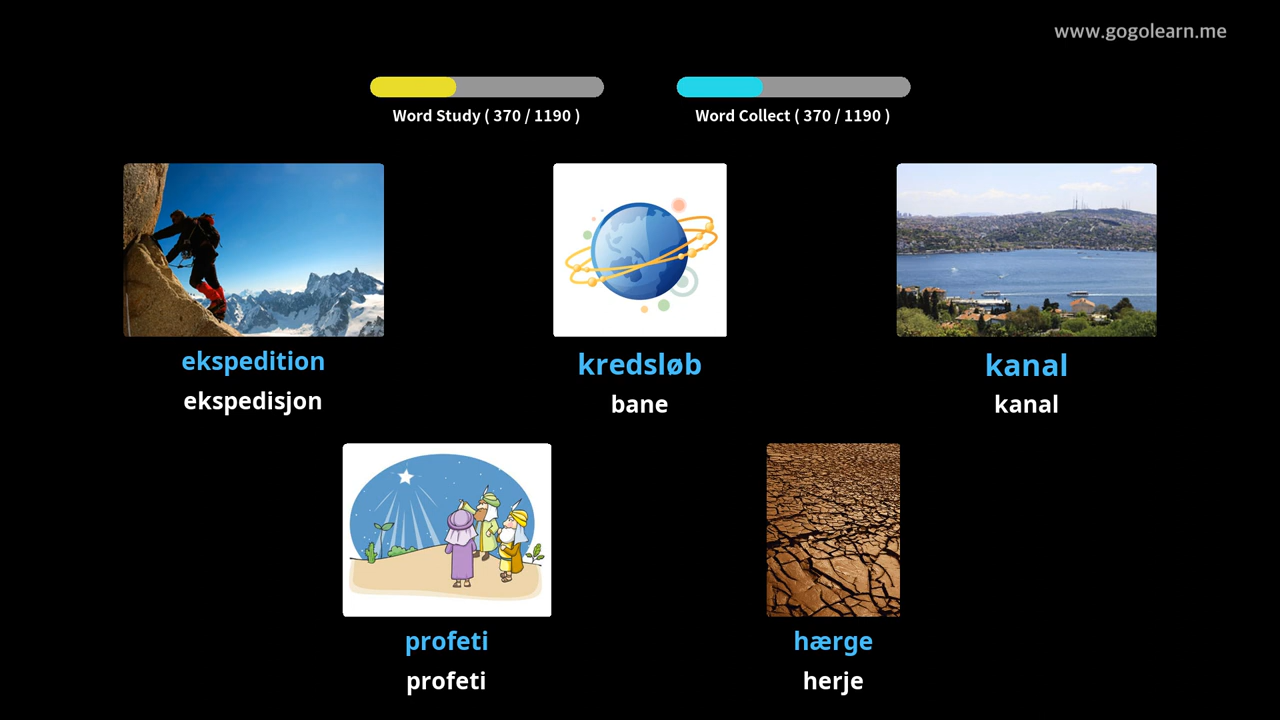 www.gogolearn.me
Word Study ( 370 / 1190 )
Word Collect ( 370 / 1190 )
ekspedition
ekspedisjon
kredsløb
bane
kanal
kanal
profeti
profeti
hærge
herje